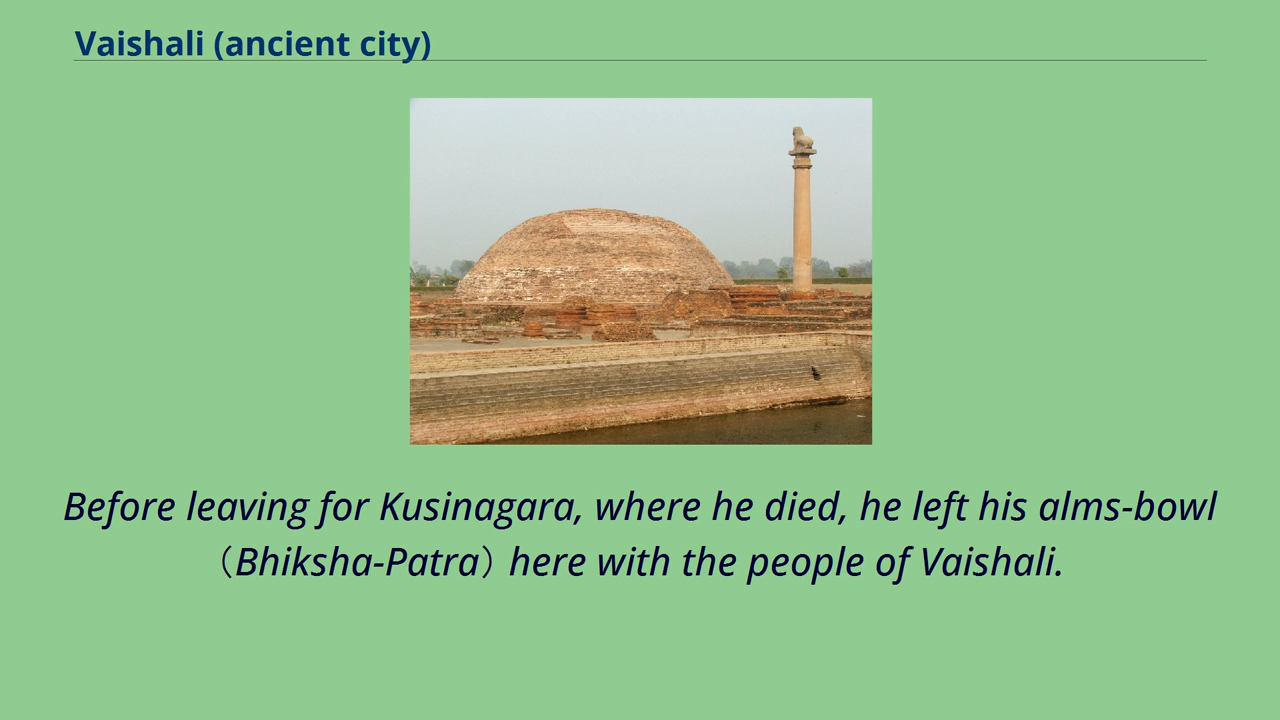 Vaishali (ancient city)
Before leaving for Kusinagara, where he died, he left his alms-bowl
（Bhiksha-Patra）here with the people of Vaishali.